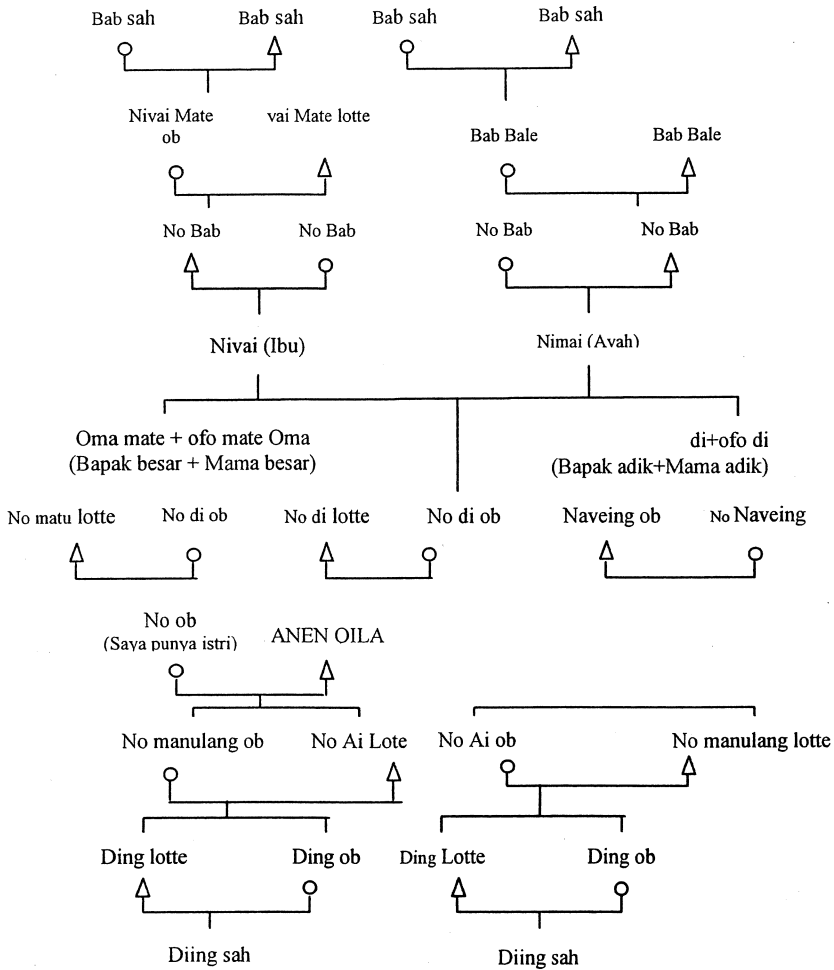 Bab sah Bab sah Bab sah Bab sah
Nivai Mate vai Mate lotte
ob
Bab Bale Bab Bale
No Bab No Bab No Bab No Bab
Nivai (Ibu) Nimai (Avah)
Oma mate + ofo mate Oma di+ofo di
(Bapak besar + Mama besar) (Bapak adik+Mama adik)
No matu lotte No di ob No di lotte No di ob Naveing ob No Naveing
No ob ANEN OILA
(Saya punya istri)
No manulang ob No Ai Lote No Ai ob No manulang lotte
Ding lotte Ding ob Ding Lotte Ding ob
Diing sah Diing sah